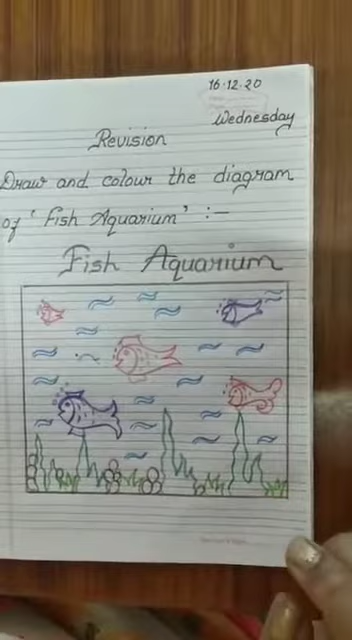 16.12.20
Wednesday
Revision
Draw and colour the diagram
of 'Fish Aquarium' :-
Fish Aquarium